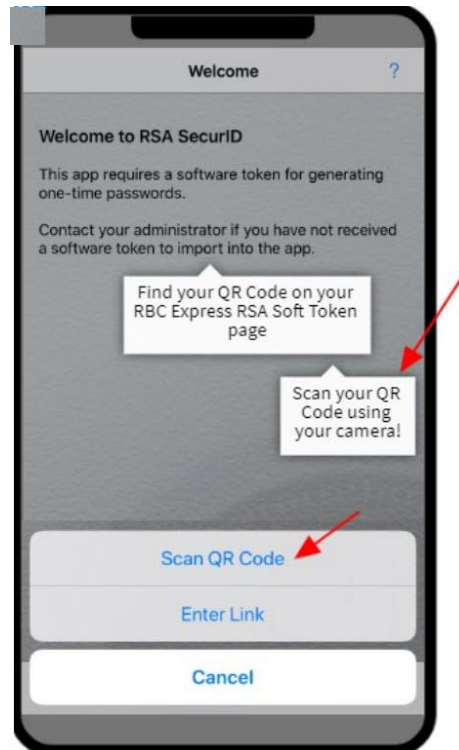 Welcome
?
Welcome to RSA SecurID
This app requires a software token for generating
one-time passwords.
Contact your administrator if you have not received
a software token to import into the app.
Find your QR Code on your
RBC Express RSA Soft Token
page
Scan your QR
Code using
your camera!
Scan QR Code
Enter Link
Cancel